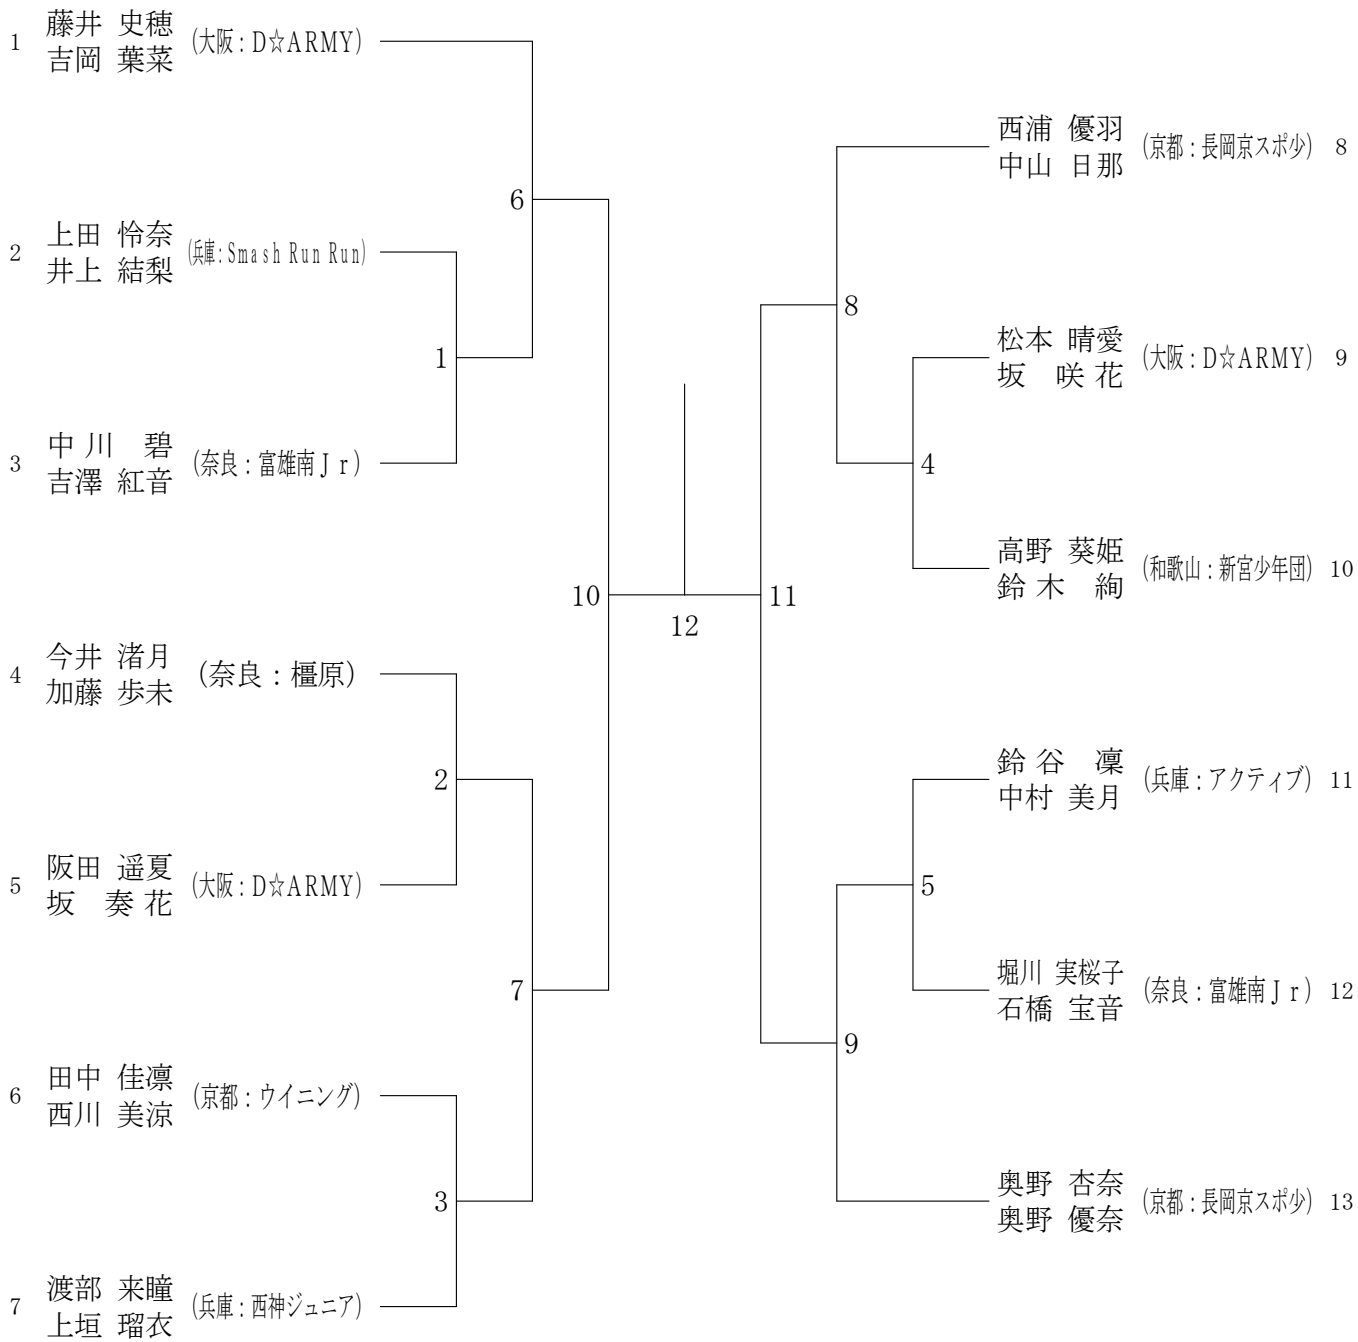 1 藤井 史穂 (大阪：D☆ARMY)
吉岡 葉菜
2 上田 怜奈 (兵庫：Smash Run Run)
井上 結梨
3 中川 碧 (奈良：富雄南Ｊｒ)
吉澤 紅音
4 今井 渚月 (奈良：橿原)
加藤 歩未
5 阪田 遥夏 (大阪：D☆ARMY)
坂 奏花
6 田中 佳凛 (京都：ウイニング)
西川 美涼
7 渡部 来瞳 (兵庫：西神ジュニア)
上垣 瑠衣
6
1
10
2
7
3
12
11
8
4
5
9
西浦 優羽 (京都：長岡京スポ少) 8
中山 日那
松本 晴愛 (大阪：D☆ARMY) 9
坂 咲花
高野 葵姫 (和歌山：新宮少年団) 10
鈴木 絢
鈴谷 凜 (兵庫：アクティブ) 11
中村 美月
堀川 実桜子 (奈良：富雄南Ｊｒ) 12
石橋 宝音
奥野 杏奈 (京都：長岡京スポ少) 13
奥野 優奈